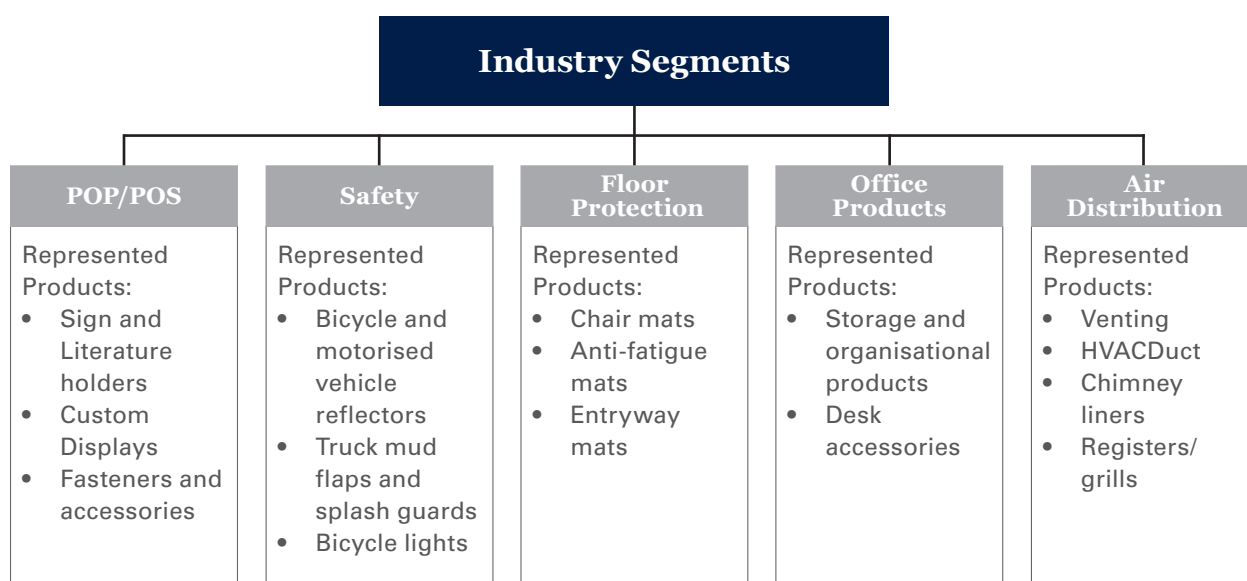 Industry Segments
POP/POS
Represented
Products:
• Sign and
Literature
holders
• Custom
Displays
• Fasteners and
accessories
Safety
Represented
Products:
• Bicycle and
motorised
vehicle
reflectors
• Truck mud
flaps and
splash guards
• Bicycle lights
Floor
Protection
Represented
Products:
• Chair mats
• Anti-fatigue
mats
• Entryway
mats
Office
Products
Represented
Products:
• Storage and
organisational
products
• Desk
accessories
Air
Distribution
Represented
Products:
• Venting
• HVACDuct
• Chimney
liners
• Registers/
grills